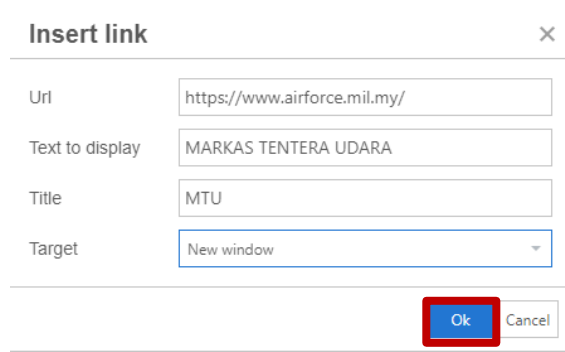 Insert link
Url https://www.airforce.mil.my/
Text to display MARKAS TENTERA UDARA
Title MTU
Target New window
Ok Cancel